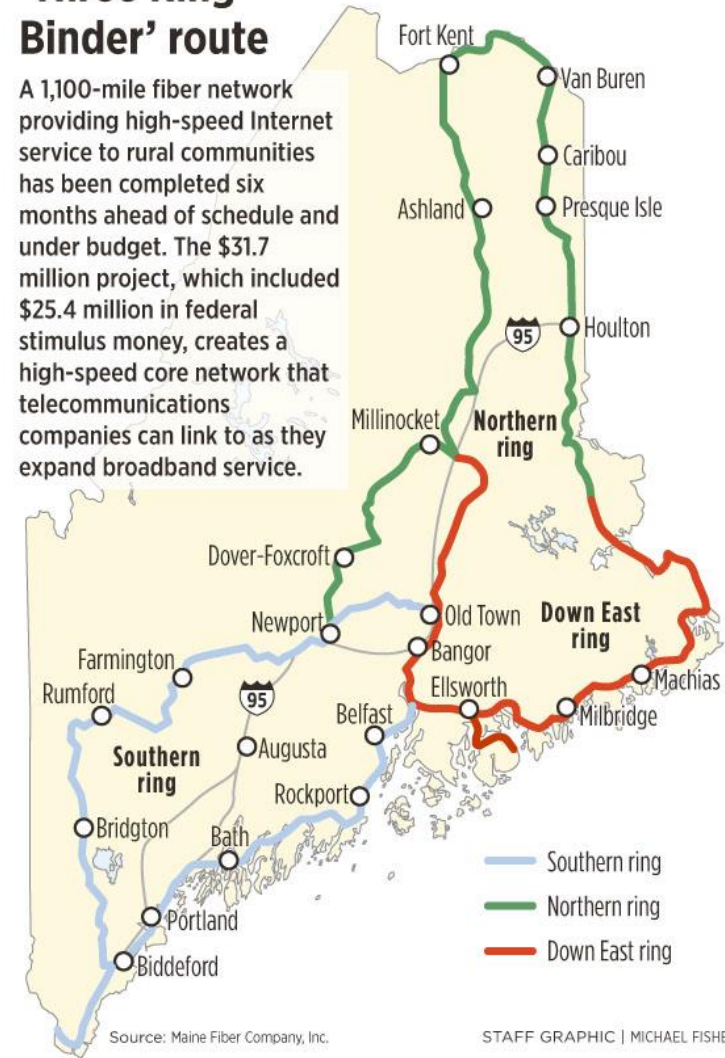 Binder’ route
A 1,100-mile fiber network
providing high-speed Internet
service to rural communities
has been completed six
months ahead of schedule and
under budget. The $31.7
million project, which included
$25.4 million in federal
stimulus money, creates a
high-speed core network that
telecommunications
companies can link to as they
expand broadband service.
Fort Kent
Van Buren
Caribou
Ashland
Presque Isle
95
Houlton
Millinocket
Northern
ring
Dover-Foxcroft
Newport
Old Town
Down East
ring
Bangor
Farmington
Ellsworth
Machias
Rumford
95
Belfast
Milbridge
Southern
ring
Augusta
Rockport
Bridgton
Bath
Portland
Biddeford
Southern ring
Northern ring
Down East ring
Source: Maine Fiber Company, Inc.
STAFF GRAPHIC | MICHAEL FISHE